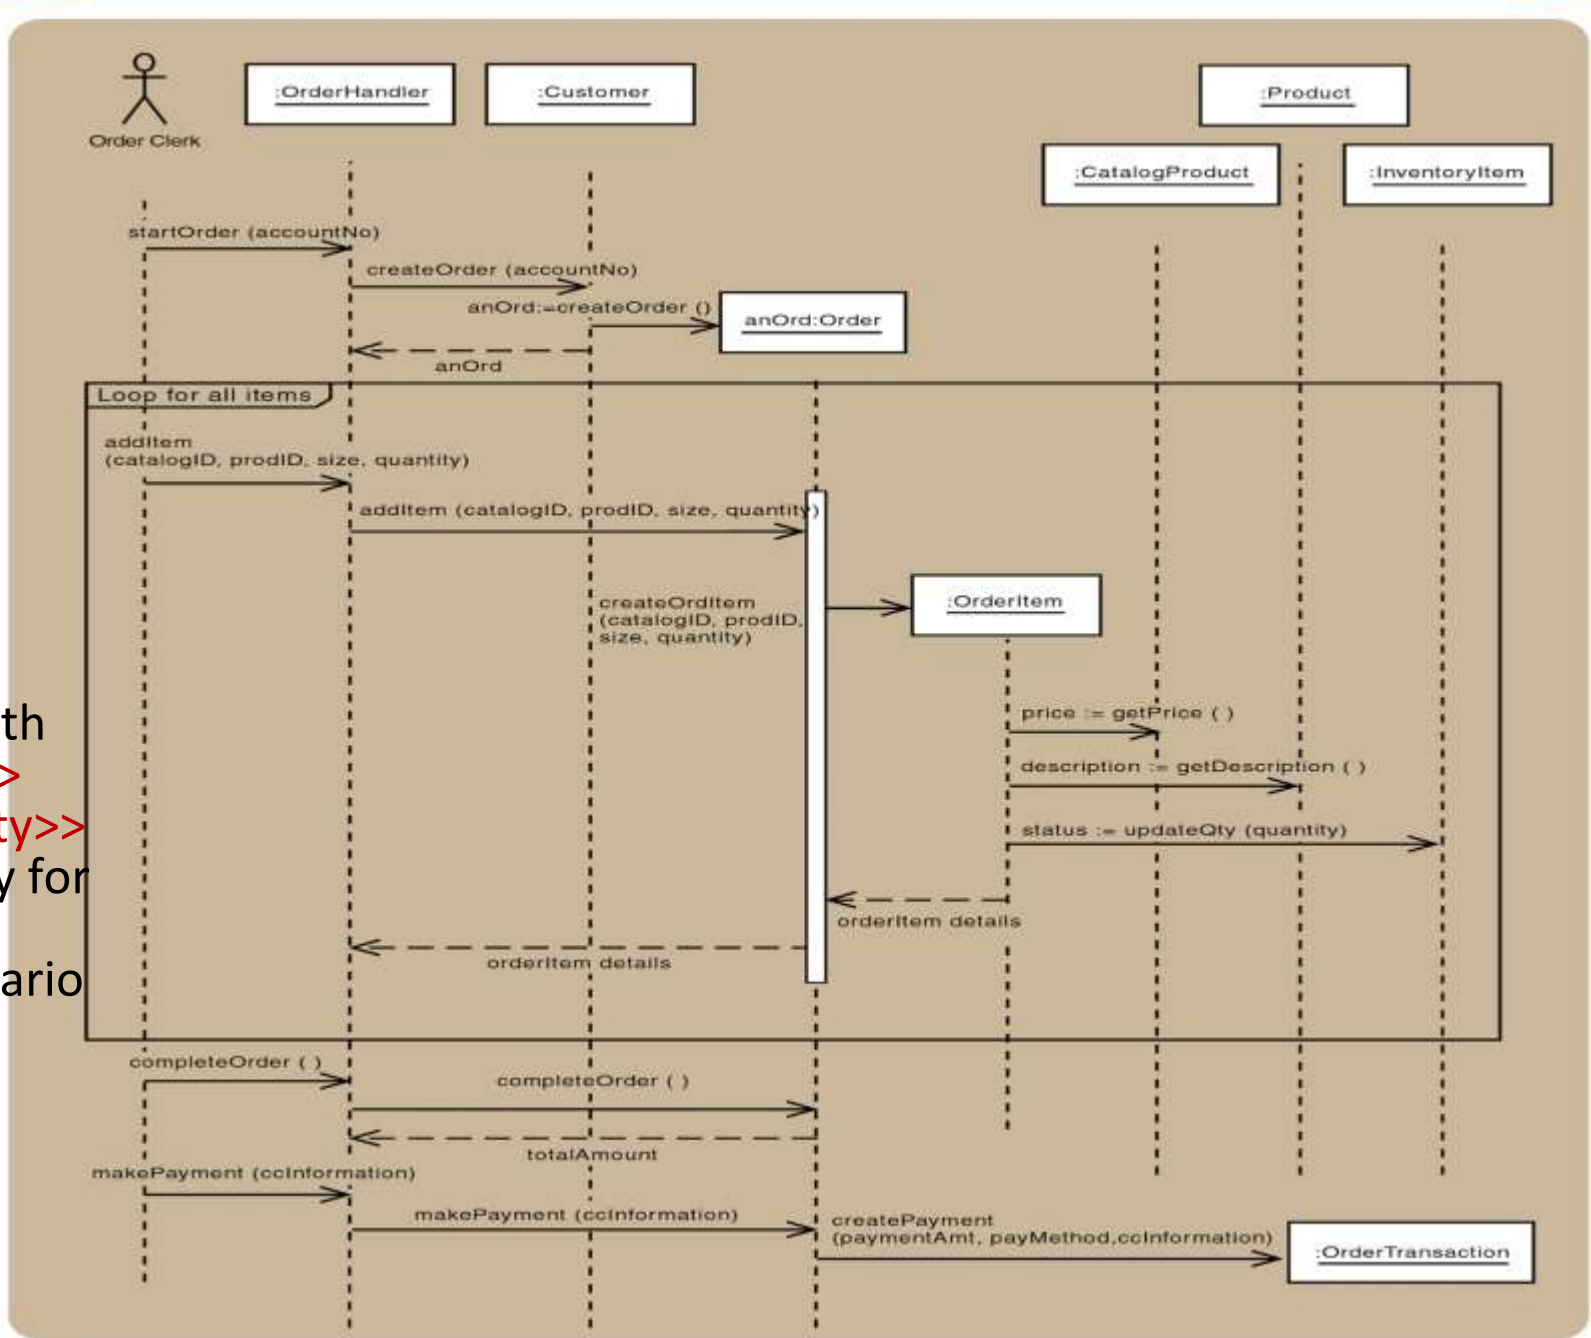 :OrderHandler
:Customer
:Product
Order Clerk
:CatalogProduct
:InventoryItem
startOrder (accountNo)
createOrder (accountNo)
anOrd:=createOrder ()
anOrd:Order
anOrd
Loop for all items
addItem
(catalogID, prodID, size, quantity)
addItem (catalogID, prodID, size, quantity)
createOrdItem
(catalogID, prodID,
size, quantity)
:OrderItem
th
>
ty>>
y for
ario
price := getPrice ( )
description := getDescription ( )
status := updateQty (quantity)
orderItem details
orderItem details
completeOrder ( )
completeOrder ( )
totalAmount
makePayment (ccInformation)
makePayment (ccInformation)
createPayment
(paymentAmt, payMethod,ccInformation)
:OrderTransaction